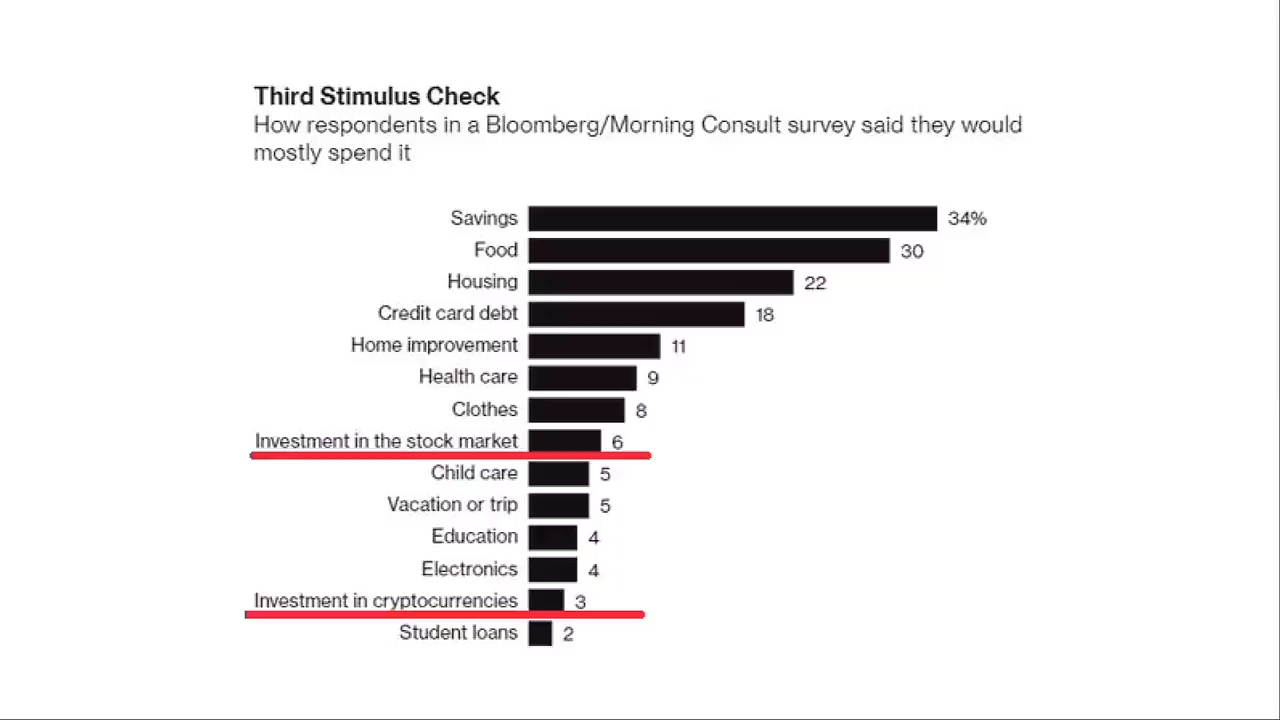 Third Stimulus Check
How respondents in a Bloomberg/Morning Consult survey said they would
mostly spend it
Savings 34%
Food 30
Housing 22
Credit card debt 18
Home improvement 11
Health care 9
Clothes 8
Investment in the stock market 6
Child care 5
Vacation or trip 5
Education 4
Electronics 4
Investment in cryptocurrencies 3
Student loans 2